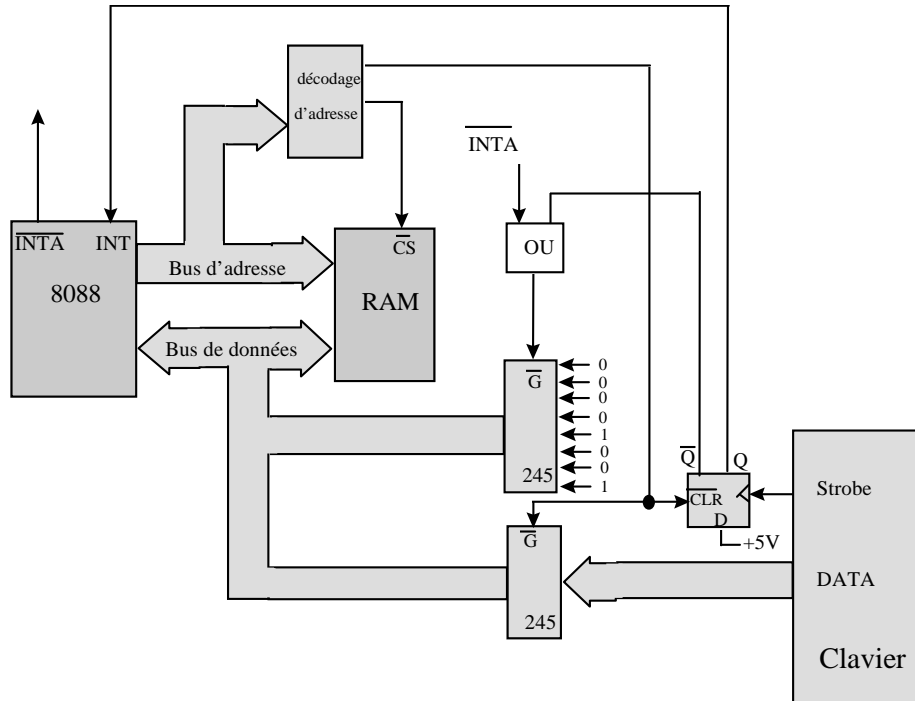 décodage
d'adresse
INTA
INTA INT
8088
Bus d'adresse
CS
RAM
OU
Bus de données
G
0
0
0
0
1
0
0
1
245
Q Q
CLR
D
+5V
Strobe
G
245
DATA
Clavier